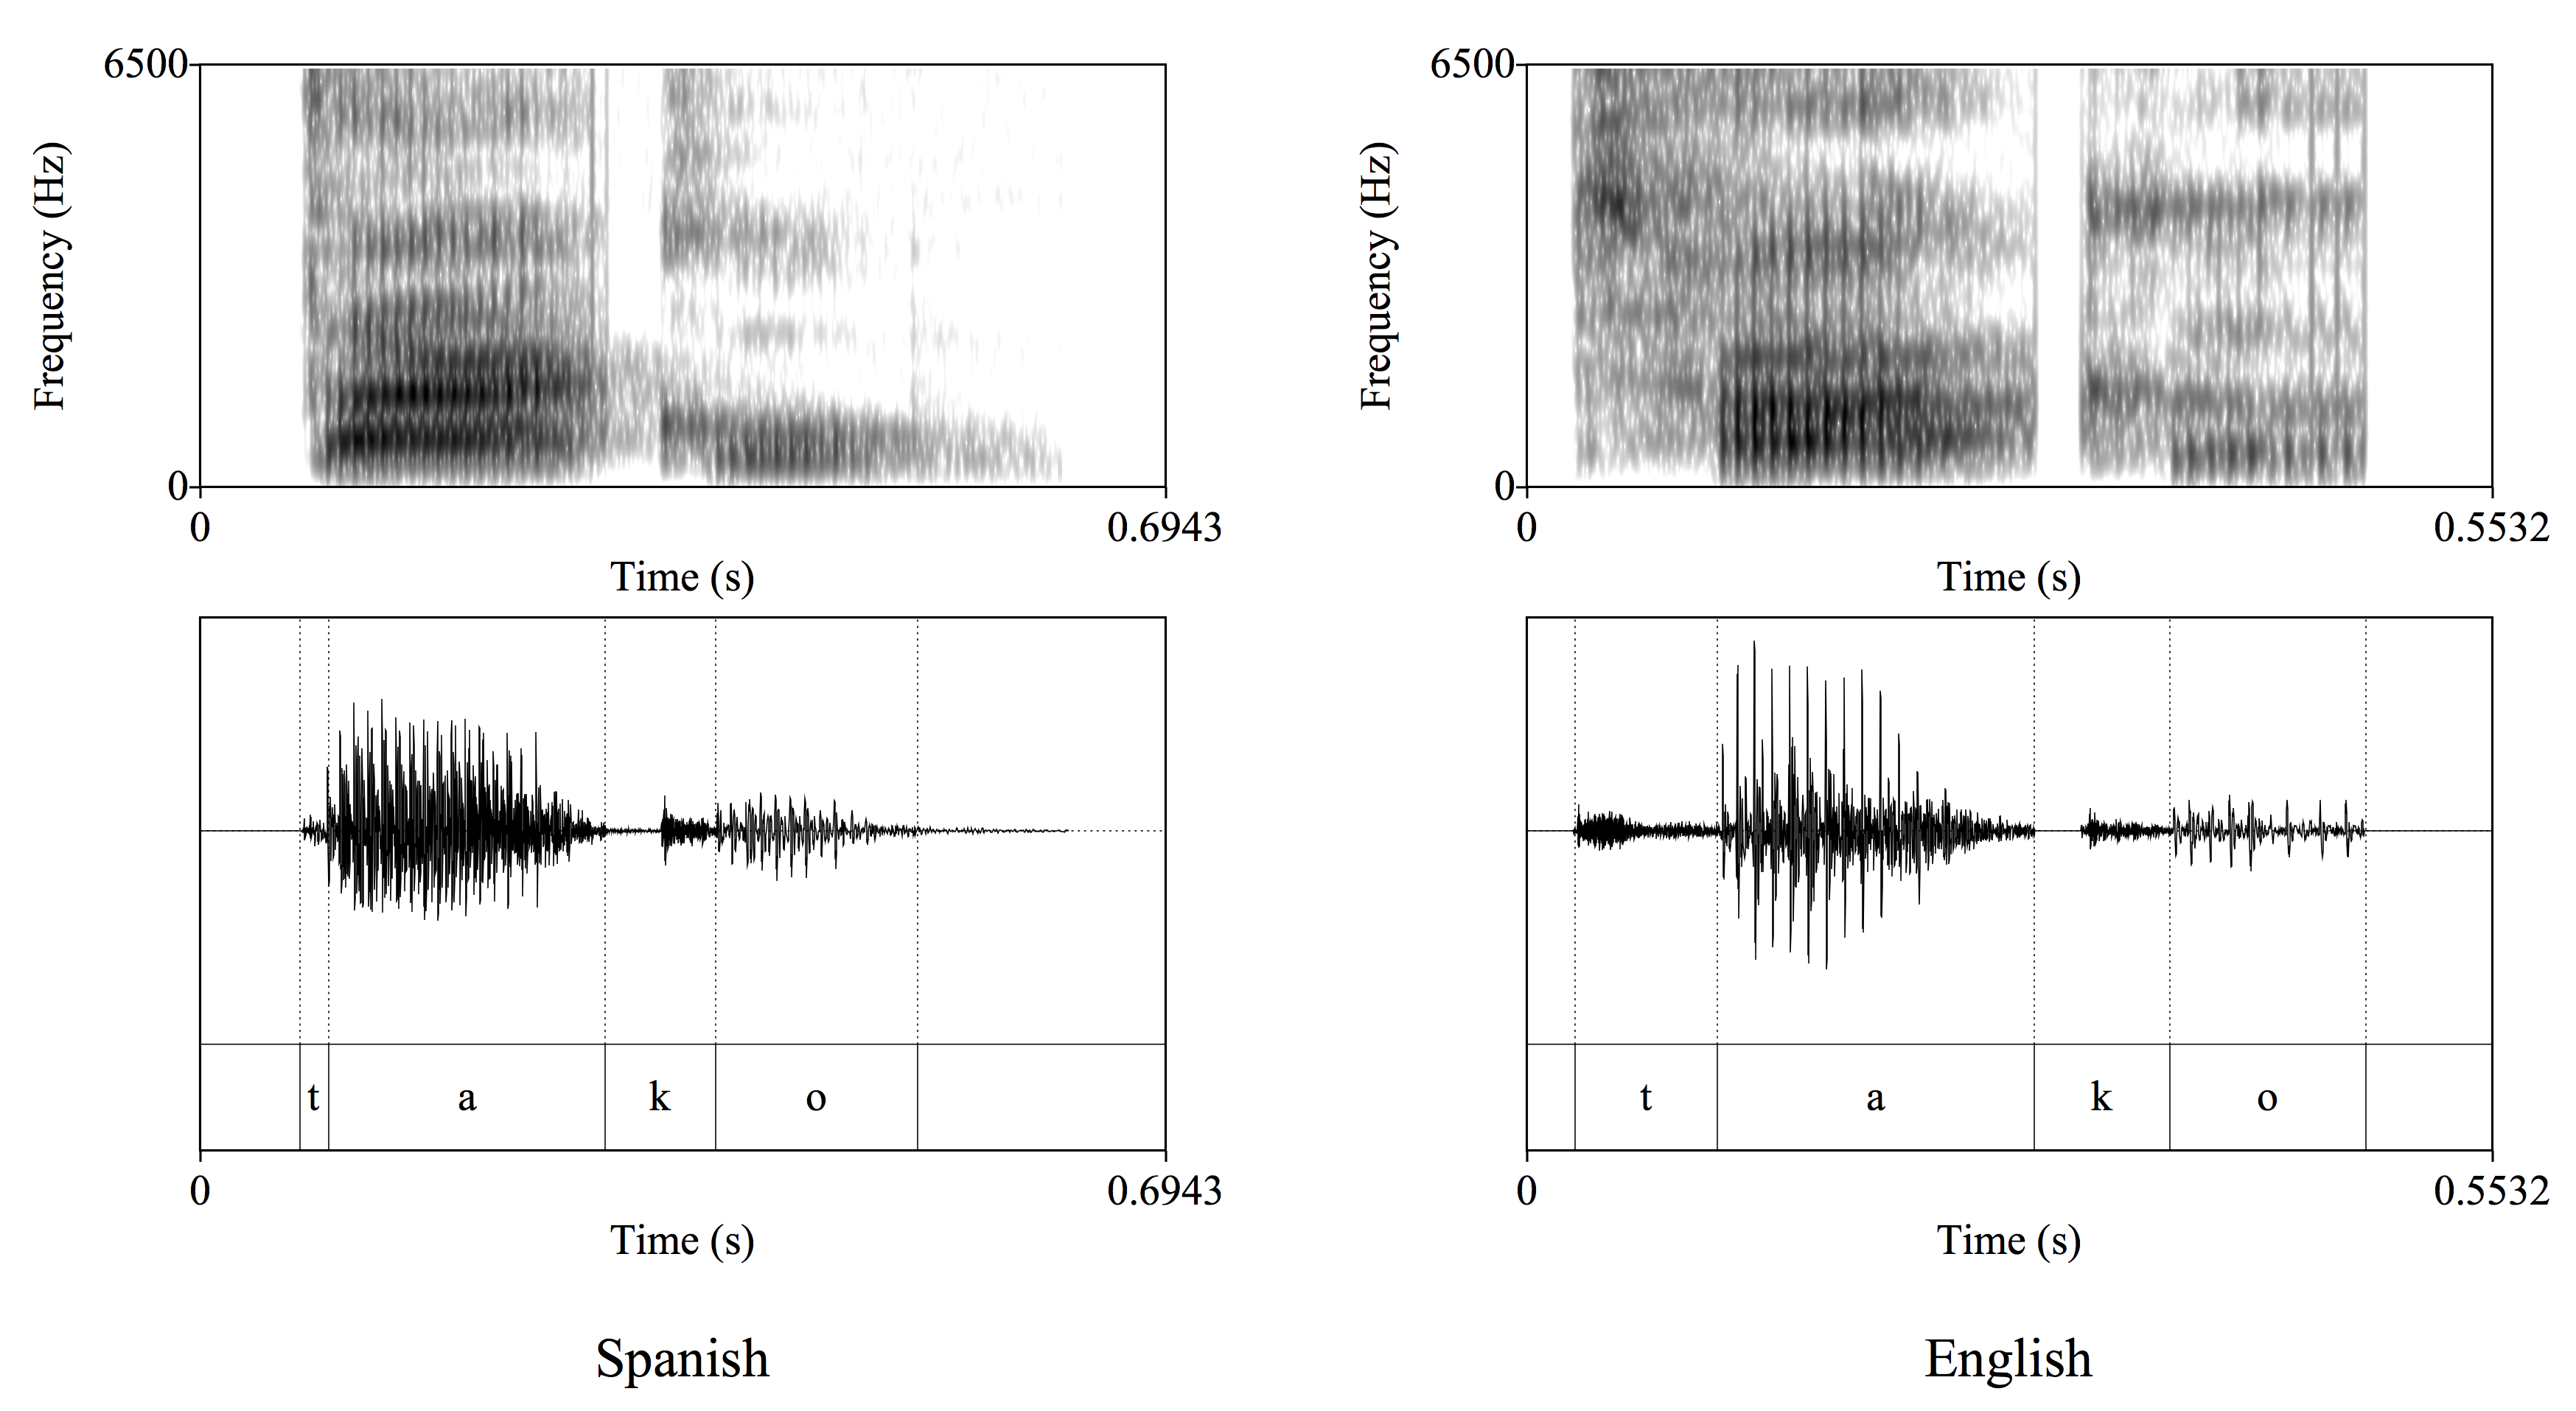 6500
Frequency (Hz)
0
0 0.6943
Time (s)
t a k o
0 0.6943
Time (s)
Spanish
6500
Frequency (Hz)
0
0 0.5532
Time (s)
t a k o
0 0.5532
Time (s)
English